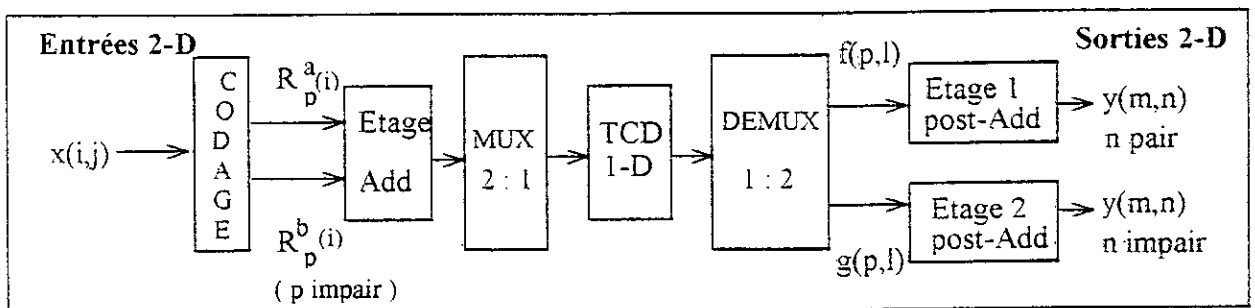 Entrées 2-D
Sorties 2-D
x(i,j)
CODAGE
R_p^a(i)
R_p^b(i)
( p impair )
Etage
Add
MUX
2 : 1
TCD
1-D
DEMUX
1 : 2
f(p,l)
g(p,l)
Etage 1
post-Add
y(m,n)
n pair
Etage 2
post-Add
y(m,n)
n impair